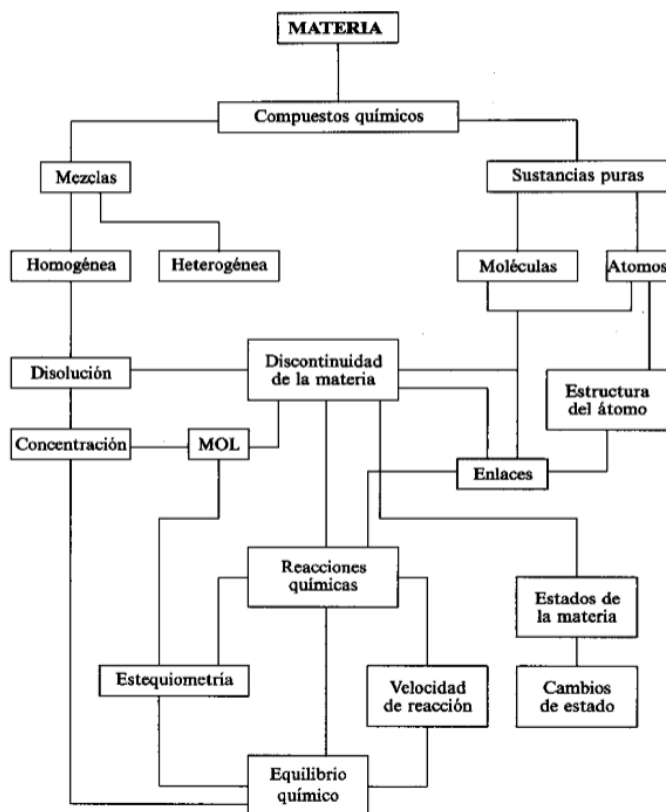 MATERIA
Compuestos químicos
Mezclas
Sustancias puras
Homogénea
Heterogénea
Moléculas
Atomos
Disolución
Discontinuidad
de la materia
Estructura
del átomo
Concentración
MOL
Enlaces
Reacciones
químicas
Estados de
la materia
Estequiometría
Velocidad
de reacción
Cambios
de estado
Equilibrio
químico